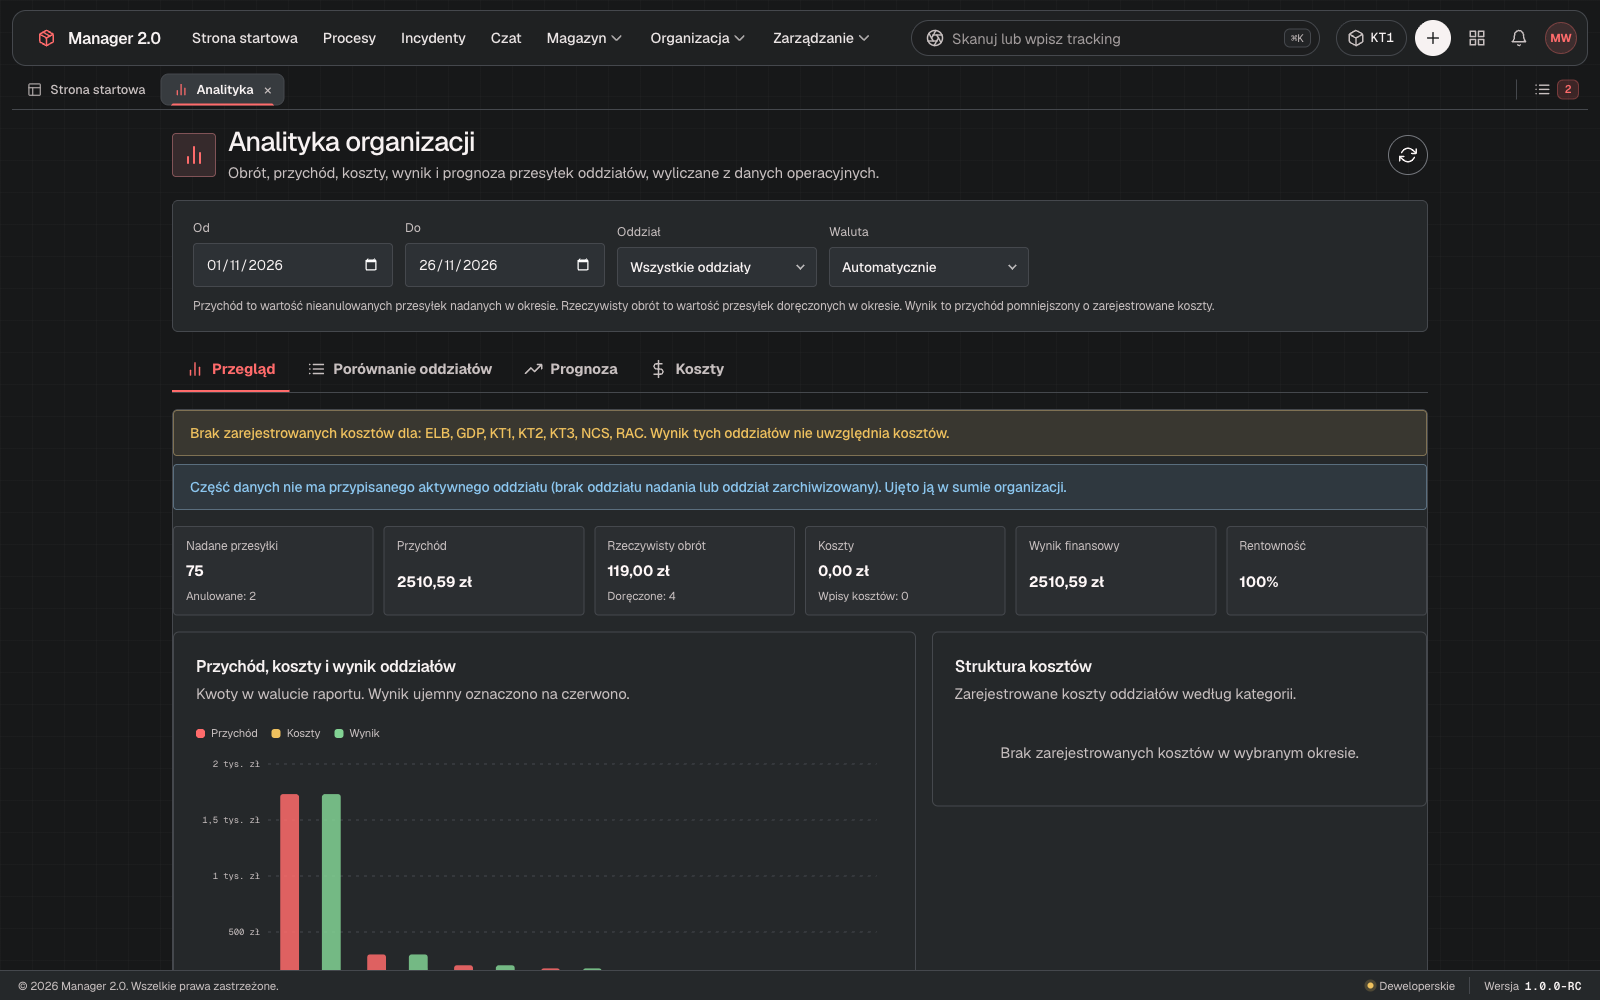 Manager 2.0
Strona startowa
Procesy
Incydenty
Czat
Magazyn
Organizacja
Zarządzanie
Skanuj lub wpisz tracking
⌘K
KT1
MW
Strona startowa
Analityka
2
Analityka organizacji
Obrót, przychód, koszty, wynik i prognoza przesyłek oddziałów, wyliczane z danych operacyjnych.
Od
Do
Oddział
Waluta
01/11/2026
26/11/2026
Wszystkie oddziały
Automatycznie
Przychód to wartość nieanulowanych przesyłek nadanych w okresie. Rzeczywisty obrót to wartość przesyłek doręczonych w okresie. Wynik to przychód pomniejszony o zarejestrowane koszty.
Przegląd
Porównanie oddziałów
Prognoza
Koszty
Brak zarejestrowanych kosztów dla: ELB, GDP, KT1, KT2, KT3, NCS, RAC. Wynik tych oddziałów nie uwzględnia kosztów.
Część danych nie ma przypisanego aktywnego oddziału (brak oddziału nadania lub oddział zarchiwizowany). Ujęto ją w sumie organizacji.
Nadane przesyłki
75
Anulowane: 2
Przychód
2510,59 zł
Rzeczywisty obrót
119,00 zł
Doręczone: 4
Koszty
0,00 zł
Wpisy kosztów: 0
Wynik finansowy
2510,59 zł
Rentowność
100%
Przychód, koszty i wynik oddziałów
Kwoty w walucie raportu. Wynik ujemny oznaczono na czerwono.
Przychód
Koszty
Wynik
2 tys. zł
1,5 tys. zł
1 tys. zł
500 zł
Struktura kosztów
Zarejestrowane koszty oddziałów według kategorii.
Brak zarejestrowanych kosztów w wybranym okresie.
© 2026 Manager 2.0. Wszelkie prawa zastrzeżone.
Deweloperskie
Wersja 1.0.0-RC